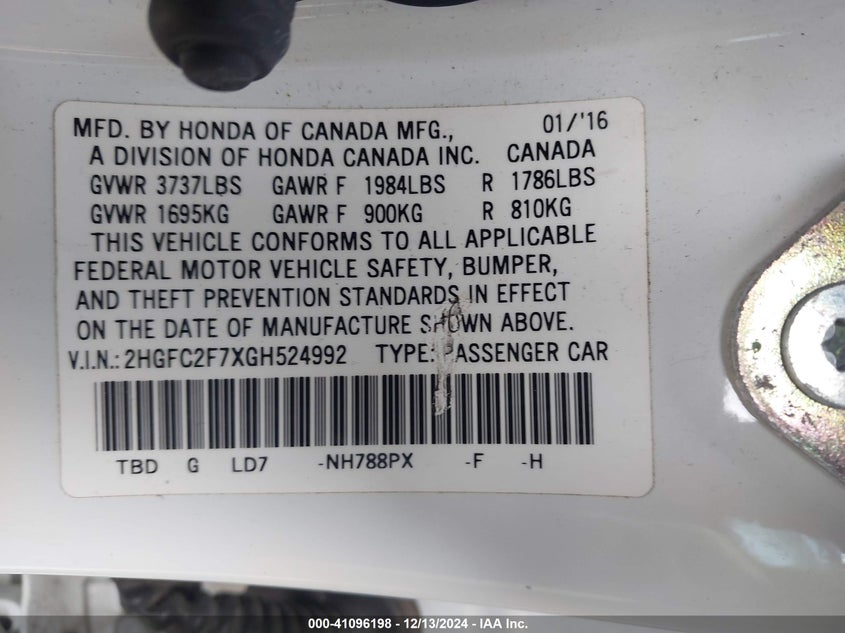 MFD. BY HONDA OF CANADA MFG., 01/'16
A DIVISION OF HONDA CANADA INC. CANADA
GVWR 3737LBS GAWR F 1984LBS R 1786LBS
GVWR 1695KG GAWR F 900KG R 810KG
THIS VEHICLE CONFORMS TO ALL APPLICABLE
FEDERAL MOTOR VEHICLE SAFETY, BUMPER,
AND THEFT PREVENTION STANDARDS IN EFFECT
ON THE DATE OF MANUFACTURE SHOWN ABOVE.
V.I.N.: 2HGFC2F7XGH524992 TYPE: PASSENGER CAR
TBD G LD7 -NH788PX -F -H
000-41096198 - 12/13/2024 - IAA Inc.